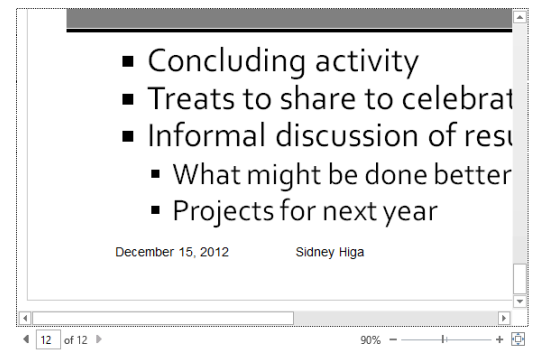 Concluding activity
Treats to share to celebrat
Informal discussion of resu
What might be done better
Projects for next year
December 15, 2012 Sidney Higa
12 of 12 90%